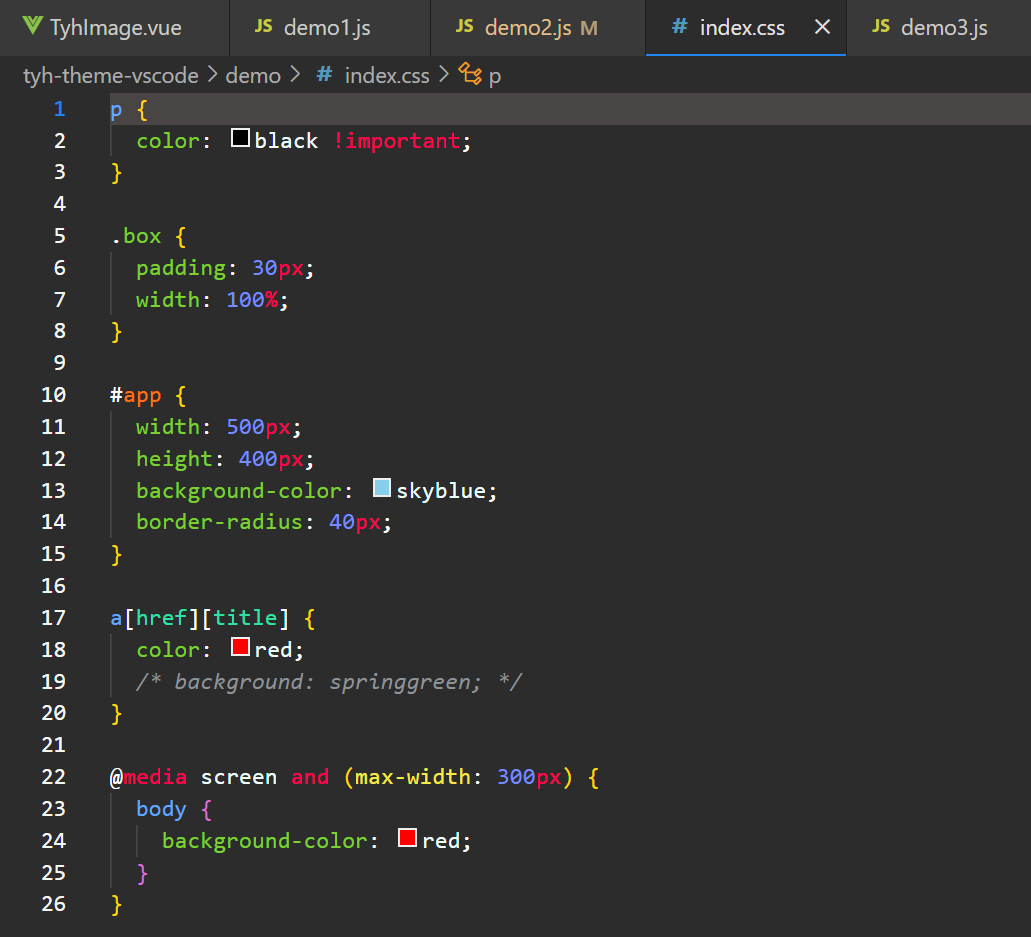 TyhImage.vue JS demo1.js JS demo2.js M # index.css JS demo3.js
tyh-theme-vscode > demo > # index.css > p
1 p {
2   color: black !important;
3 }
4
5 .box {
6   padding: 30px;
7   width: 100%;
8 }
9
10 #app {
11   width: 500px;
12   height: 400px;
13   background-color: skyblue;
14   border-radius: 40px;
15 }
16
17 a[href][title] {
18   color: red;
19   /* background: springgreen; */
20 }
21
22 @media screen and (max-width: 300px) {
23   body {
24     background-color: red;
25   }
26 }